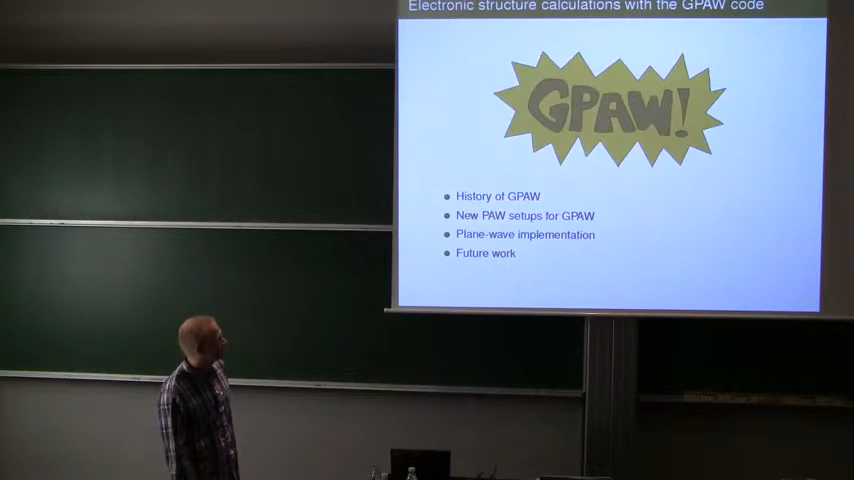 Electronic structure calculations with the GPAW code
GPAW!
History of GPAW
New PAW setups for GPAW
Plane-wave implementation
Future work